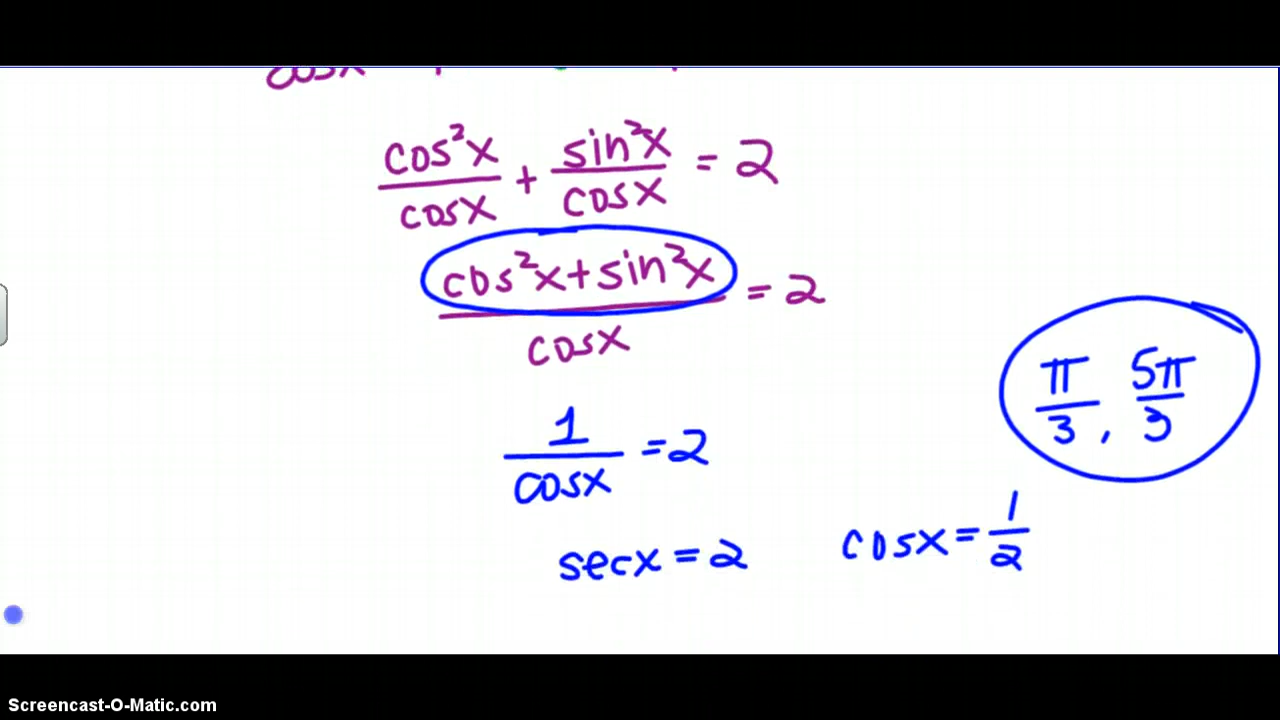 cosx
cos²x/cosx + sin²x/cosx = 2
cos²x+sin²x/cosx = 2
π/3, 5π/3
1/cosx = 2
cosx = 1/2
secx = 2
Screencast-O-Matic.com